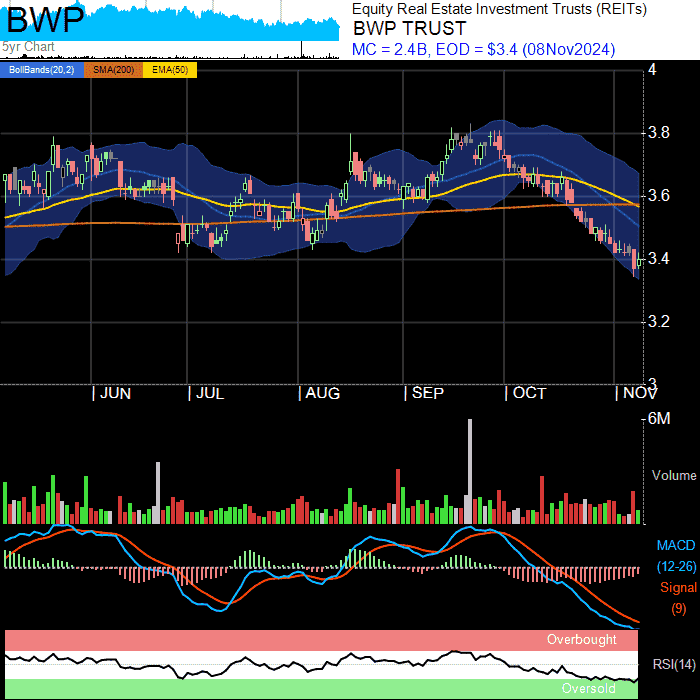 BWP
5yr Chart
Equity Real Estate Investment Trusts (REITs)
BWP TRUST
MC = 2.4B, EOD = $3.4 (08Nov2024)
BollBands(20,2) SMA(200) EMA(50)
4
3.8
3.6
3.4
3.2
3
| JUN | JUL | AUG | SEP | OCT | NOV
6M
Volume
MACD
(12-26)
Signal
(9)
Overbought
RSI(14)
Oversold